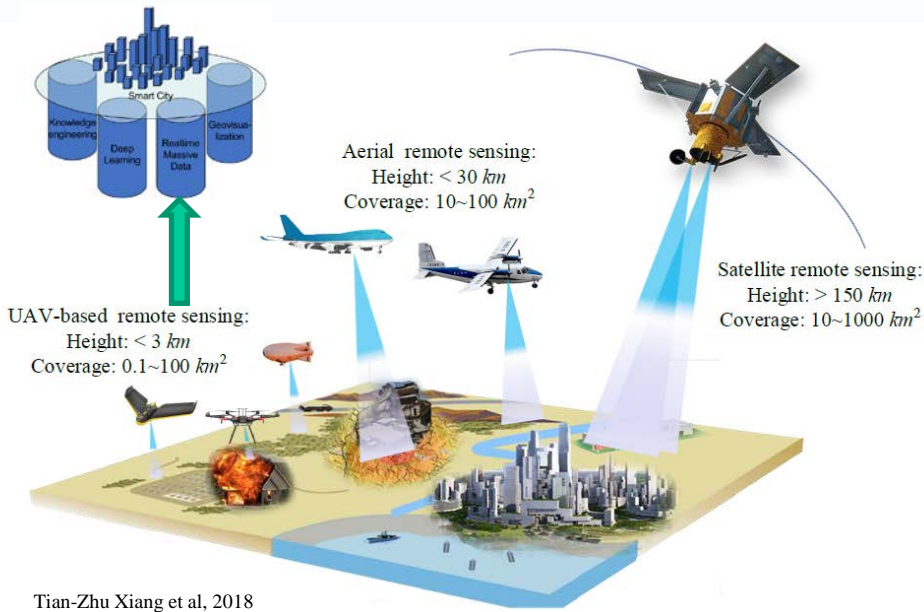 Smart City
Knowledge
engineering
Deep
Learning
Realtime
Massive
Data
Geovisua-
lization
Aerial remote sensing:
Height: < 30 km
Coverage: 10~100 km²
Satellite remote sensing:
Height: > 150 km
Coverage: 10~1000 km²
UAV-based remote sensing:
Height: < 3 km
Coverage: 0.1~100 km²
Tian-Zhu Xiang et al, 2018